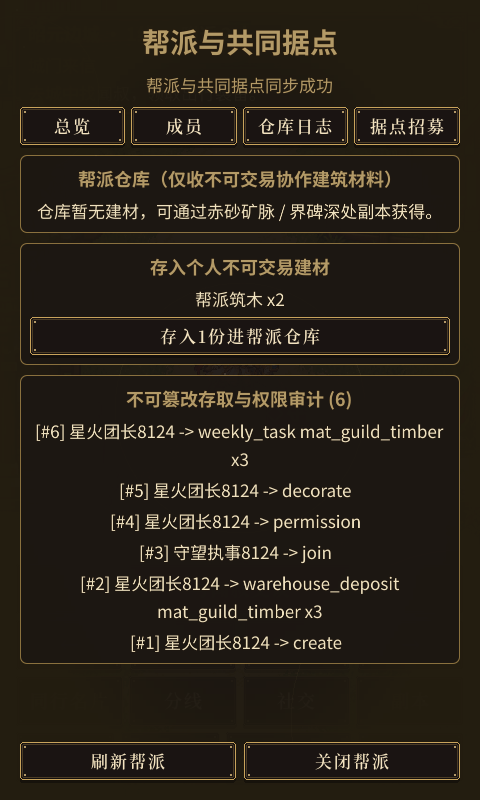 帮派与共同据点
帮派与共同据点同步成功
总览
成员
仓库日志
据点招募
帮派仓库（仅收不可交易协作建筑材料）
仓库暂无建材，可通过赤砂矿脉 / 界碑深处副本获得。
存入个人不可交易建材
帮派筑木 x2
存入1份进帮派仓库
不可篡改存取与权限审计 (6)
[#6] 星火团长8124 -> weekly_task mat_guild_timber
x3
[#5] 星火团长8124 -> decorate
[#4] 星火团长8124 -> permission
[#3] 守望执事8124 -> join
[#2] 星火团长8124 -> warehouse_deposit
mat_guild_timber x3
[#1] 星火团长8124 -> create
刷新帮派
关闭帮派